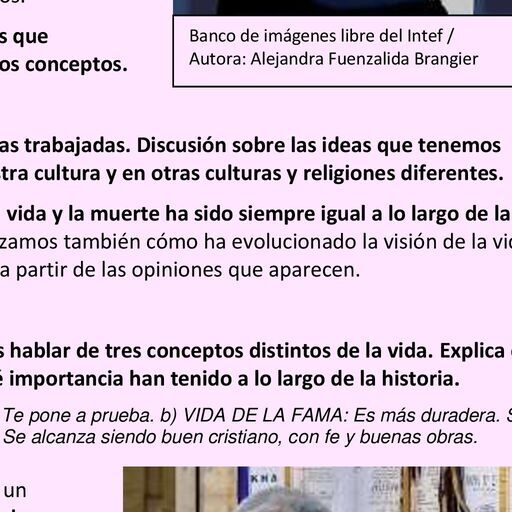 s que
os conceptos.
Banco de imágenes libre del Intef /
Autora: Alejandra Fuenzalida Brangier
as trabajadas. Discusión sobre las ideas que tenemos
tra cultura y en otras culturas y religiones diferentes.
vida y la muerte ha sido siempre igual a lo largo de la
zamos también cómo ha evolucionado la visión de la vi
a partir de las opiniones que aparecen.
s hablar de tres conceptos distintos de la vida. Explica
é importancia han tenido a lo largo de la historia.
Te pone a prueba. b) VIDA DE LA FAMA: Es más duradera. S
Se alcanza siendo buen cristiano, con fe y buenas obras.
un